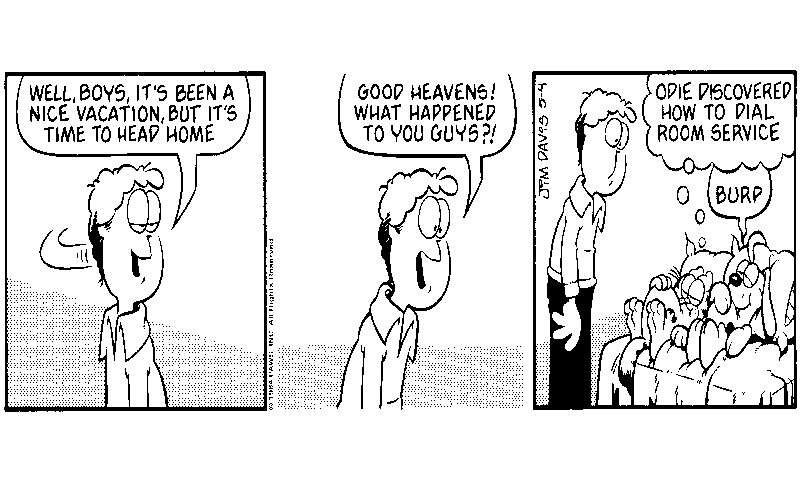 WELL, BOYS, IT'S BEEN A
NICE VACATION, BUT IT'S
TIME TO HEAD HOME
GOOD HEAVENS!
WHAT HAPPENED
TO YOU GUYS?!
JIM DAVIS 5-4
ODIE DISCOVERED
HOW TO DIAL
ROOM SERVICE
BURP